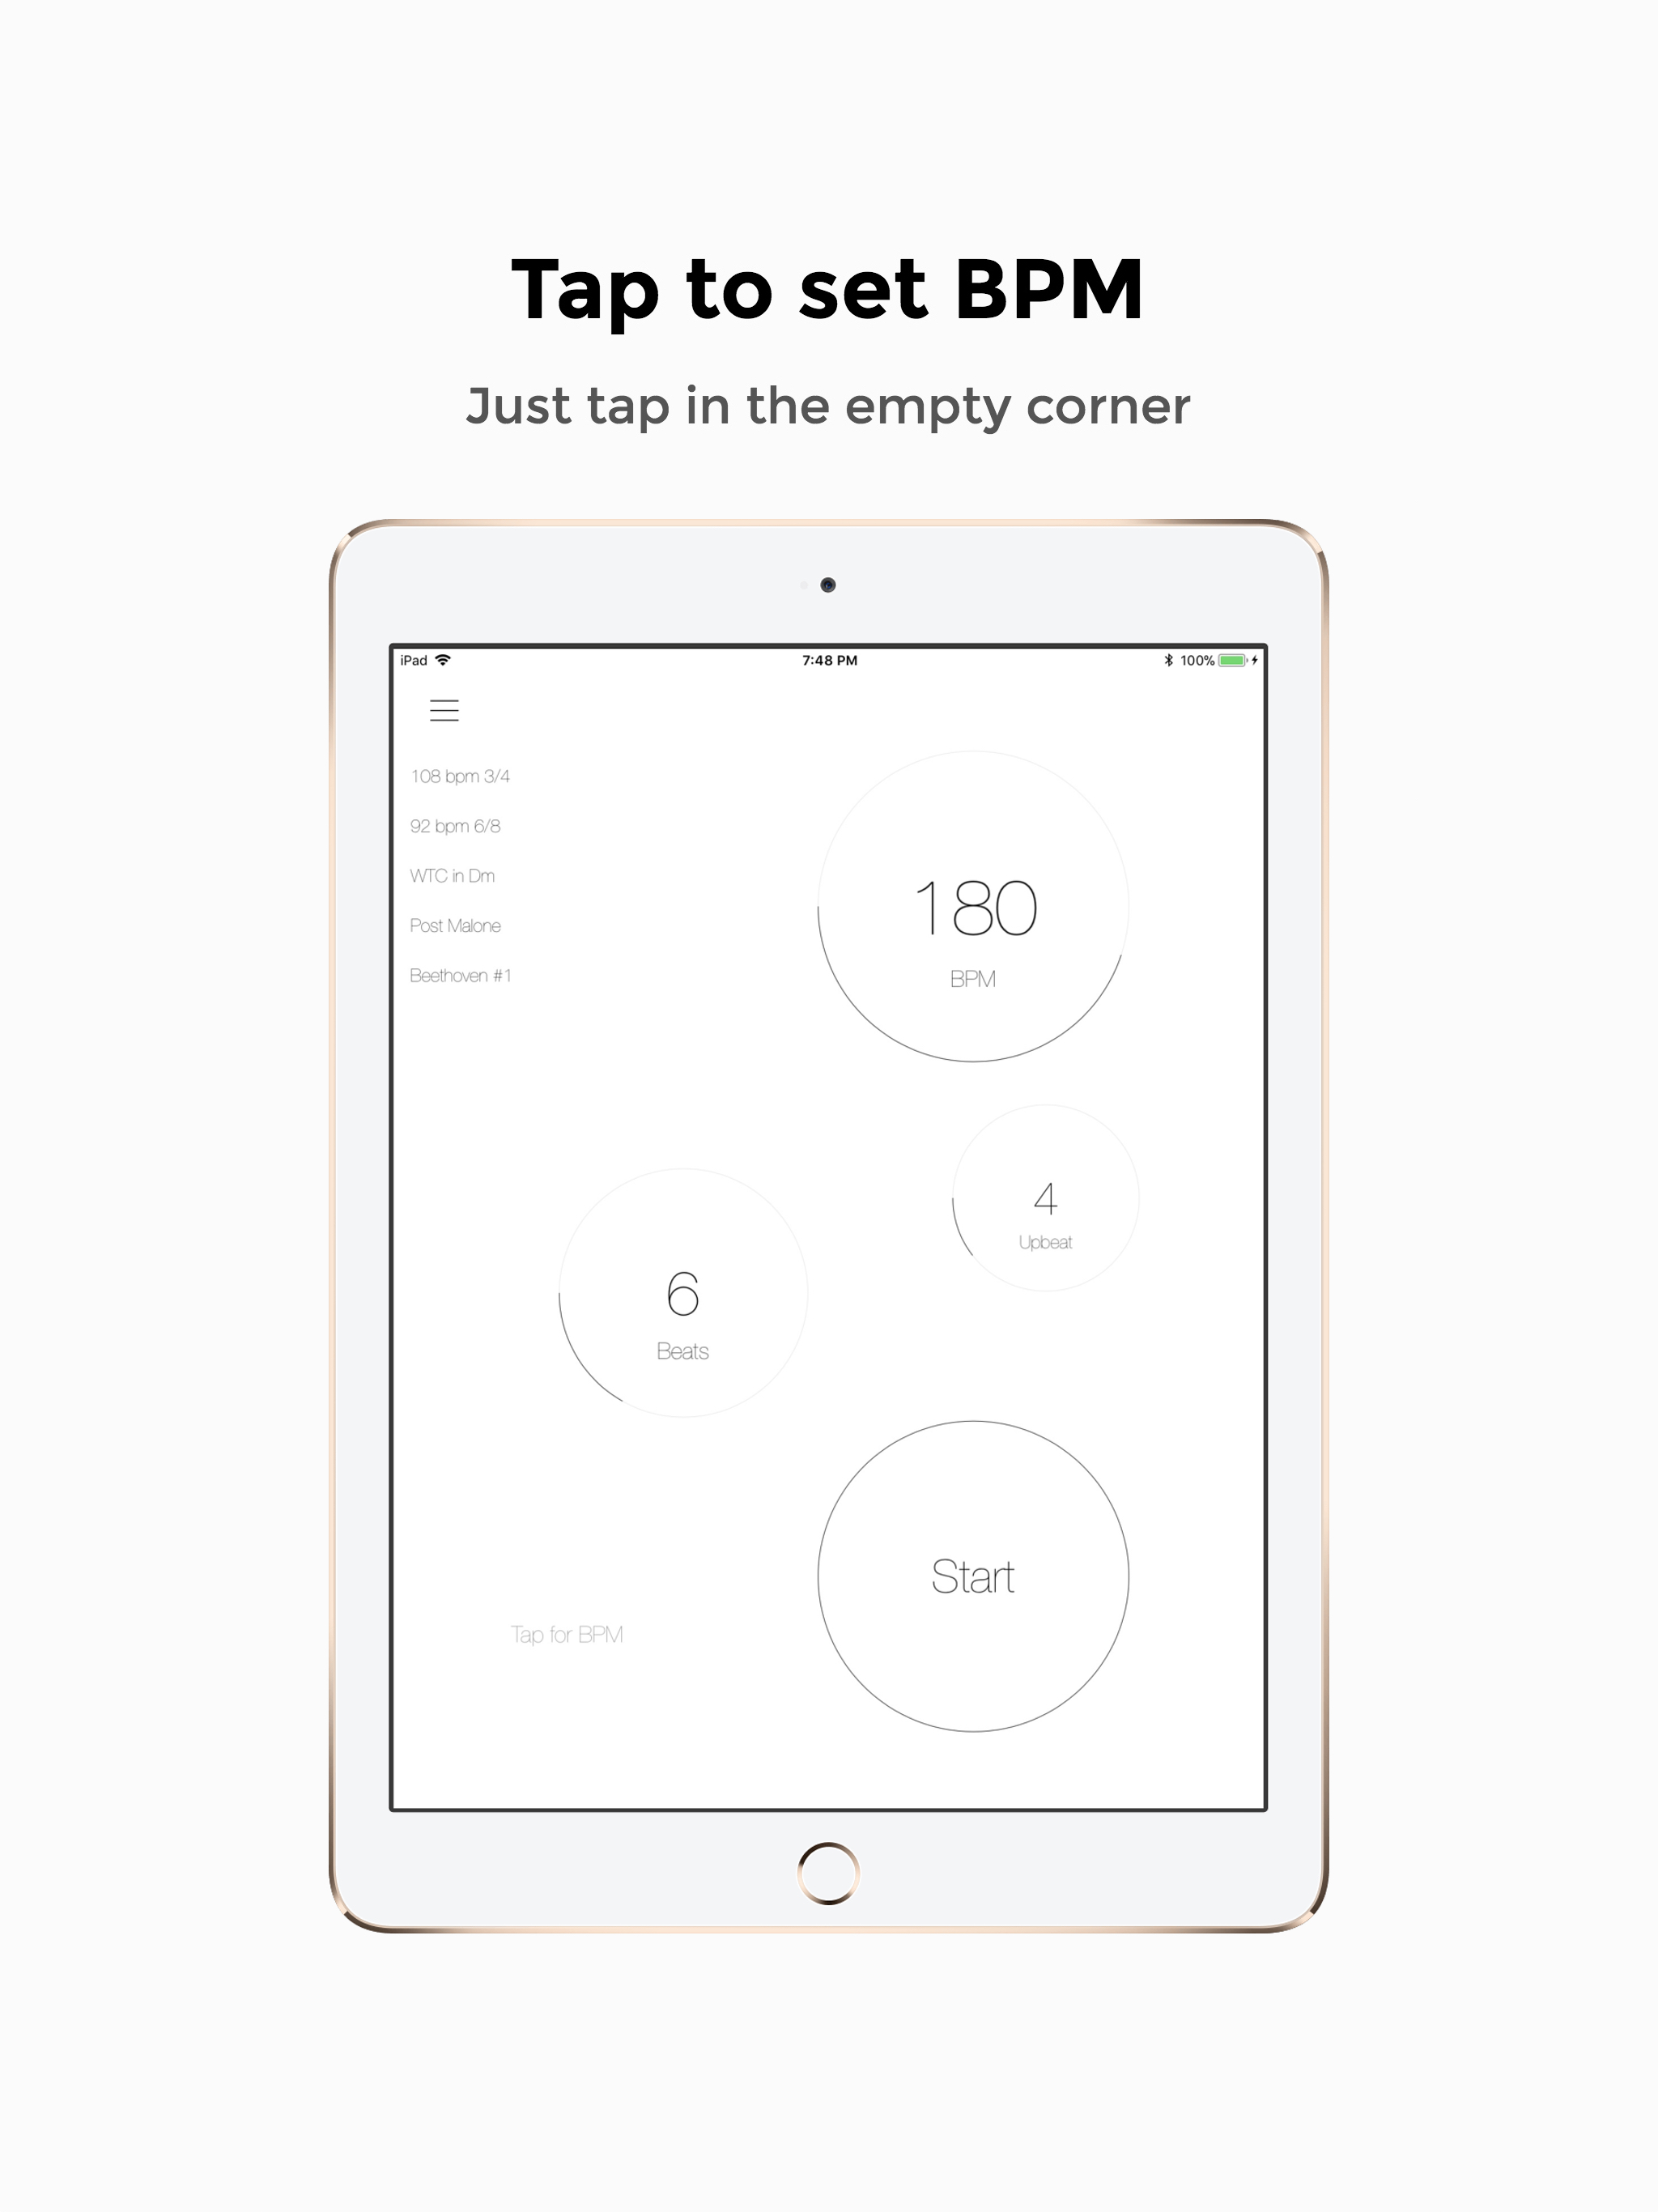 Tap to set BPM
Just tap in the empty corner
iPad 7:48 PM 100%
108 bpm 3/4
92 bpm 6/8
WTC in Dm
Post Malone
Beethoven #1
180
BPM
4
Upbeat
6
Beats
Start
Tap for BPM